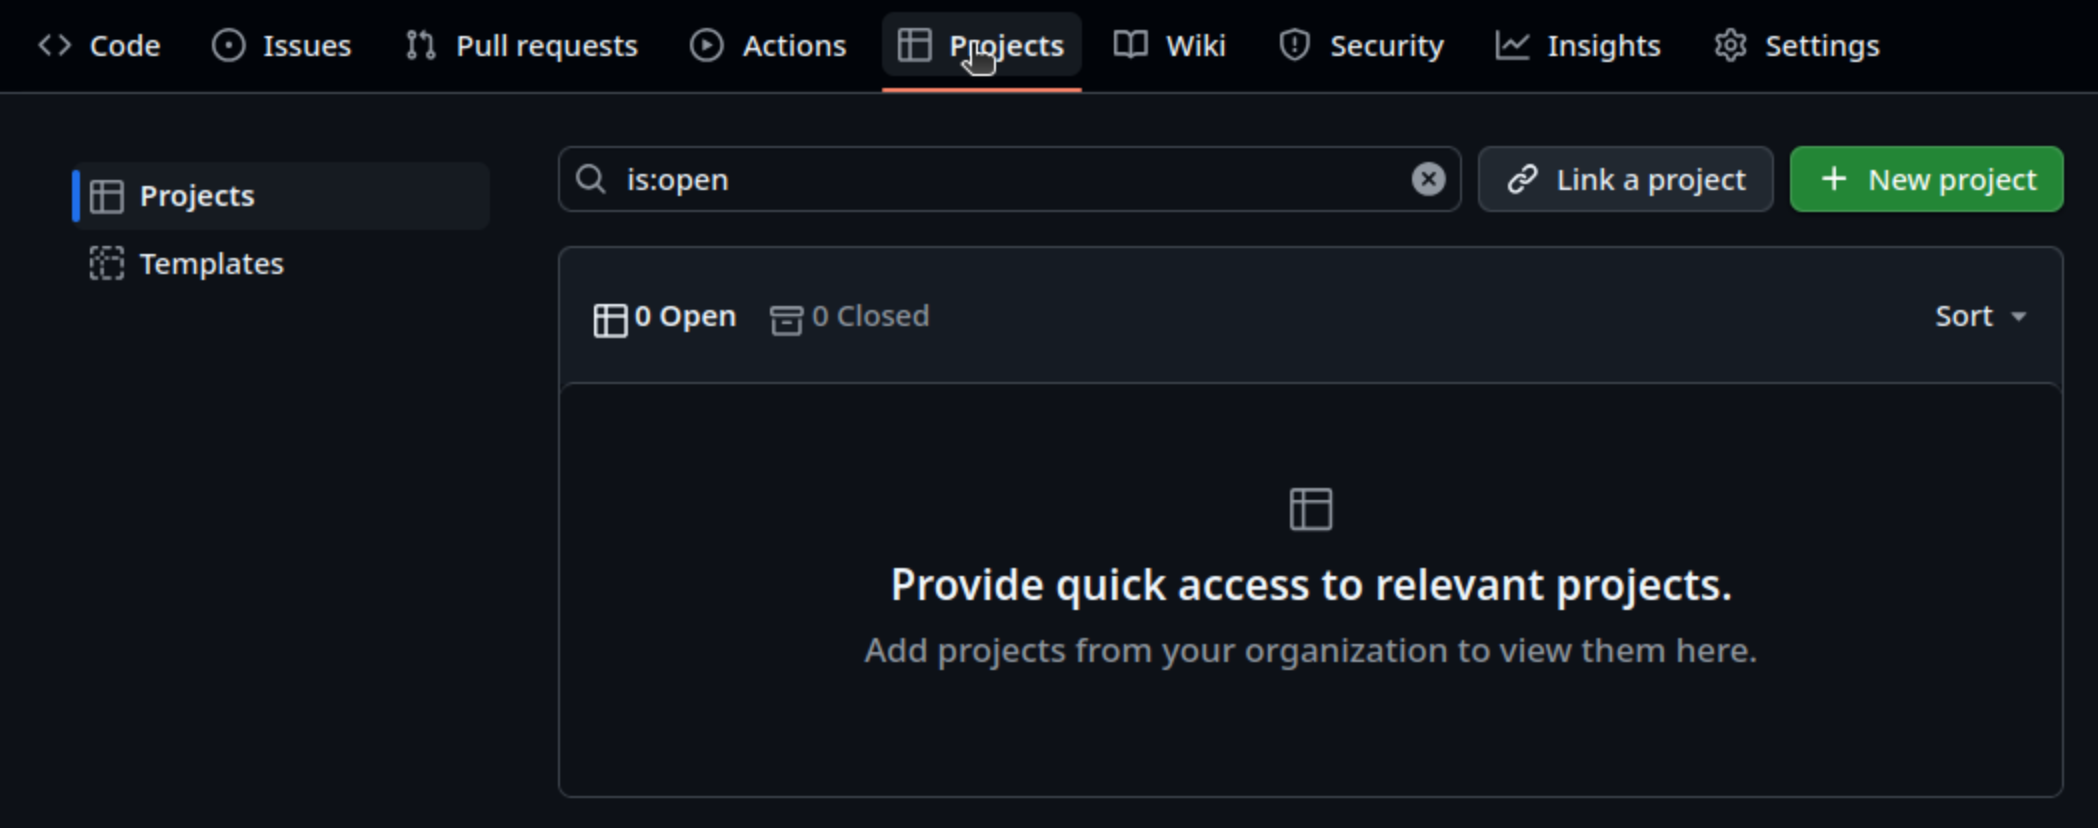 Code Issues Pull requests Actions Projects Wiki Security Insights Settings
Projects
Templates
is:open
Link a project
New project
0 Open 0 Closed
Sort
Provide quick access to relevant projects.
Add projects from your organization to view them here.